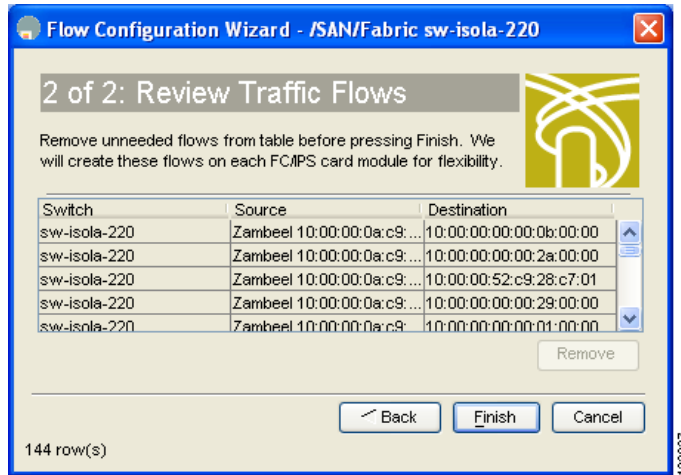 Flow Configuration Wizard - /SAN/Fabric sw-isola-220
2 of 2: Review Traffic Flows
Remove unneeded flows from table before pressing Finish. We
will create these flows on each FC/IPS card module for flexibility.
Switch Source Destination
sw-isola-220 Zambeel 10:00:00:0a:c9:... 10:00:00:00:00:0b:00:00
sw-isola-220 Zambeel 10:00:00:0a:c9:... 10:00:00:00:00:2a:00:00
sw-isola-220 Zambeel 10:00:00:0a:c9:... 10:00:00:52:c9:28:c7:01
sw-isola-220 Zambeel 10:00:00:0a:c9:... 10:00:00:00:00:29:00:00
sw-isola-220 Zambeel 10:00:00:0a:c9: 10:00:00:00:00:01:00:00
Remove
Back Finish Cancel
144 row(s)